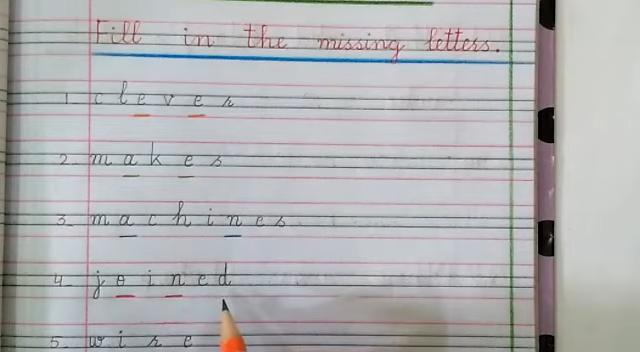 Fill in the missing letters.
1. c l e v e r
2. m a k e s
3. m a c h i n e s
4. j o i n e d
5. w i r e